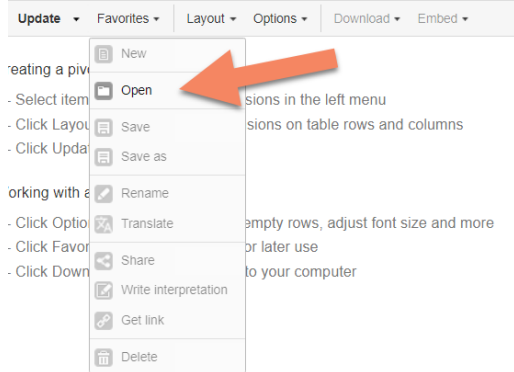 Update Favorites Layout Options Download Embed
New
reating a piv
Open
- Select item sions in the left menu
- Click Layou sions on table rows and columns
Save
- Click Updat
Save as
orking with a
Rename
- Click Optio empty rows, adjust font size and more
Translate
- Click Favor or later use
Share
- Click Down to your computer
Write interpretation
Get link
Delete